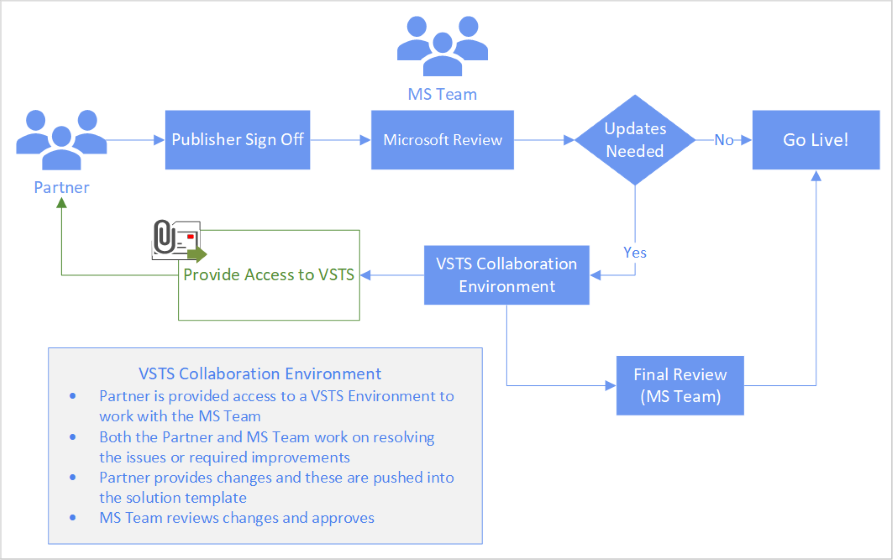 MS Team
Partner
Publisher Sign Off
Microsoft Review
Updates
Needed
No
Go Live!
Yes
Provide Access to VSTS
VSTS Collaboration
Environment
Final Review
(MS Team)
VSTS Collaboration Environment
• Partner is provided access to a VSTS Environment to
work with the MS Team
• Both the Partner and MS Team work on resolving
the issues or required improvements
• Partner provides changes and these are pushed into
the solution template
• MS Team reviews changes and approves